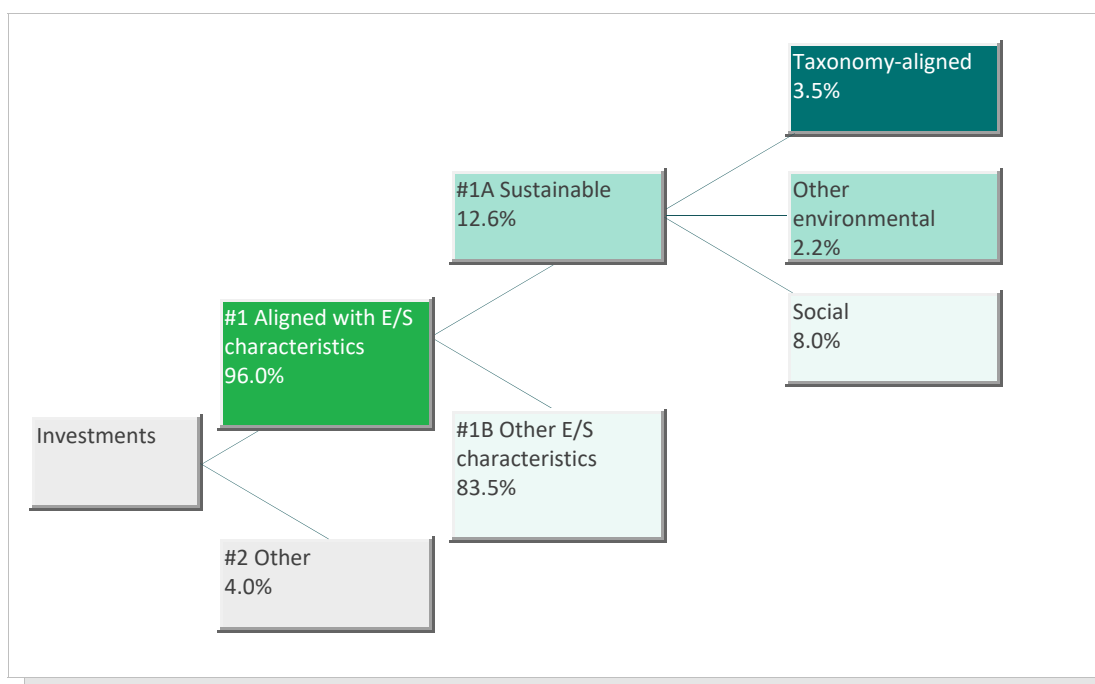 Taxonomy-aligned
3.5%
#1A Sustainable
12.6%
Other
environmental
2.2%
Social
8.0%
#1 Aligned with E/S
characteristics
96.0%
#1B Other E/S
characteristics
83.5%
Investments
#2 Other
4.0%